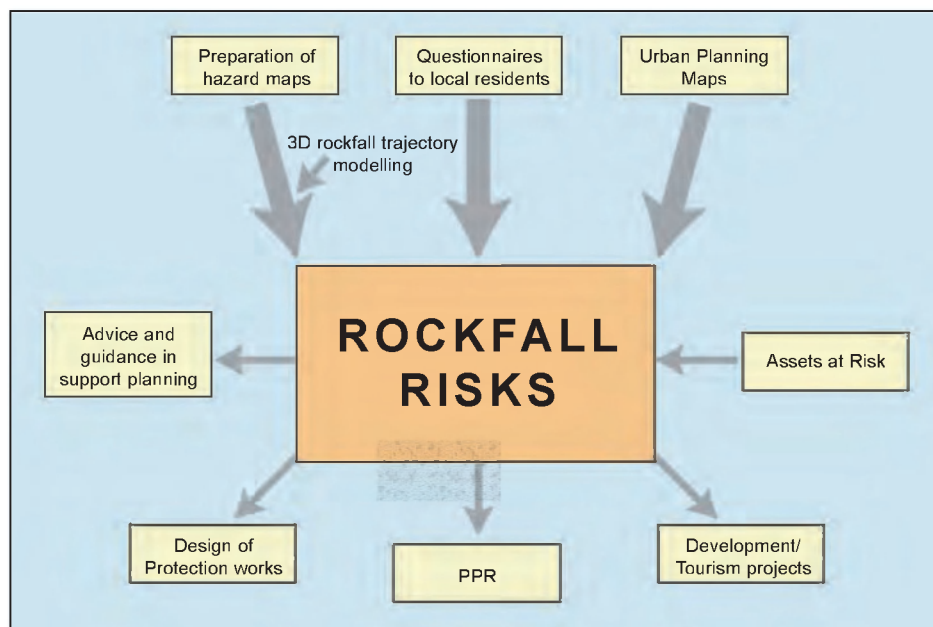 Preparation of
hazard maps
Questionnaires
to local residents
Urban Planning
Maps
3D rockfall trajectory
modelling
ROCKFALL
RISKS
Advice and
guidance in
support planning
Assets at Risk
Design of
Protection works
PPR
Development/
Tourism projects